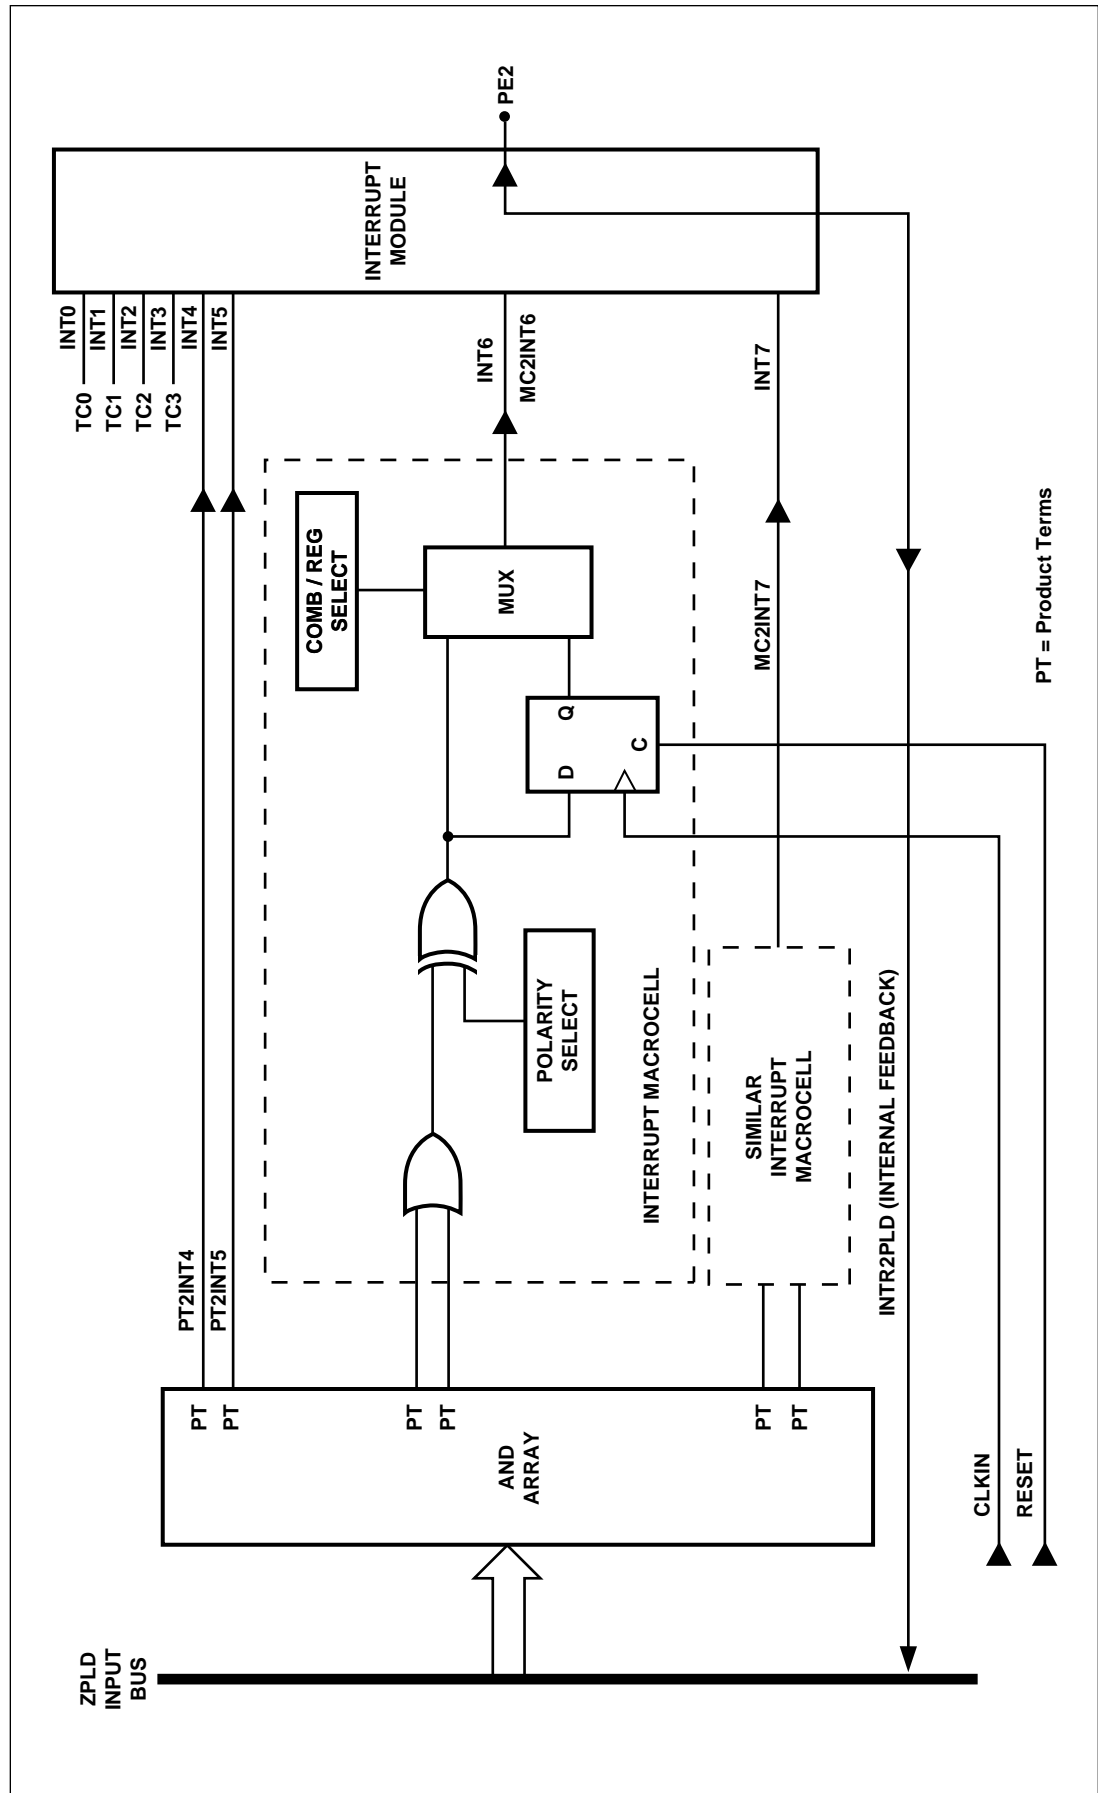 ZPLD
INPUT
BUS
AND
ARRAY
PT
PT
PT
PT
PT
PT
PT2INT4
PT2INT5
INTERRUPT MACROCELL
POLARITY
SELECT
D
Q
C
COMB / REG
SELECT
MUX
SIMILAR
INTERRUPT
MACROCELL
MC2INT7
INT7
INT6
MC2INT6
TC0
TC1
TC2
TC3
INT0
INT1
INT2
INT3
INT4
INT5
INTERRUPT
MODULE
PE2
INTR2PLD (INTERNAL FEEDBACK)
CLKIN
RESET
PT = Product Terms